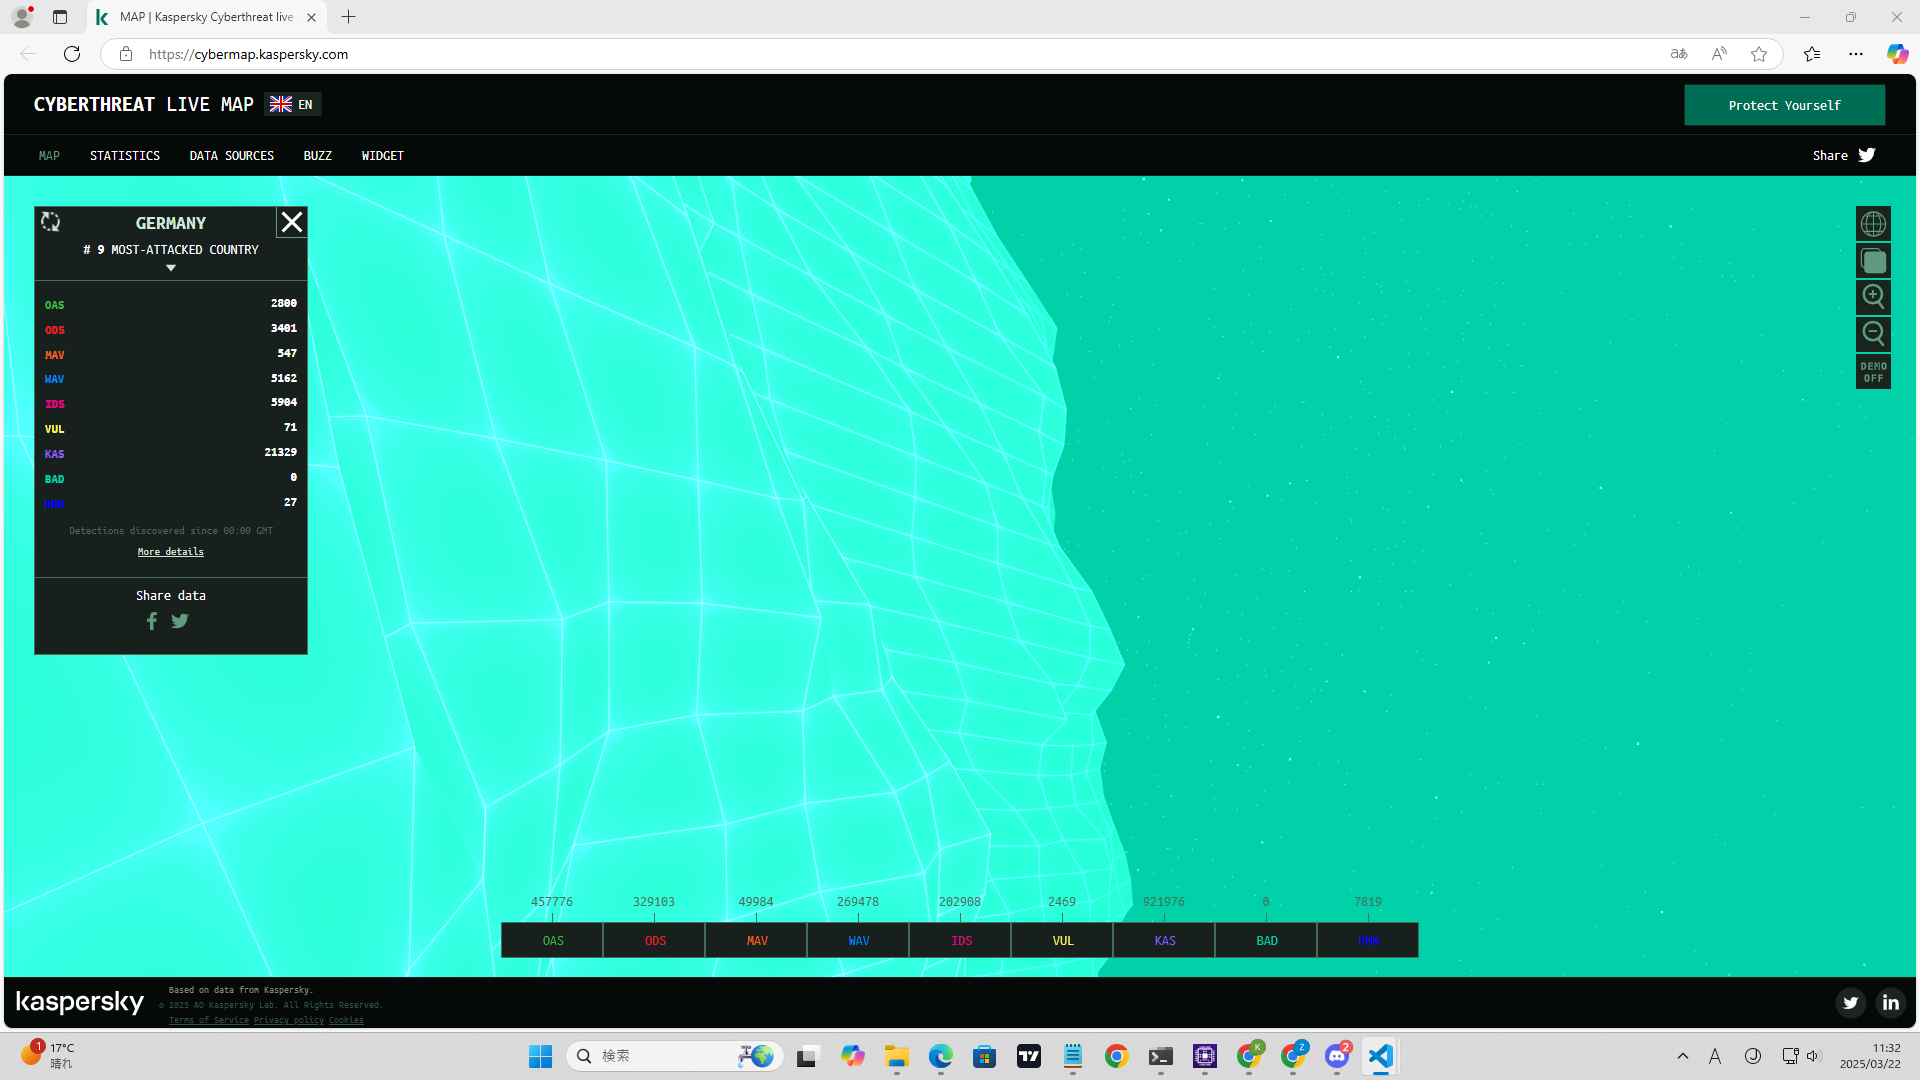 MAP | Kaspersky Cyberthreat live
https://cybermap.kaspersky.com
CYBERTHREAT LIVE MAP EN
Protect Yourself
MAP STATISTICS DATA SOURCES BUZZ WIDGET
Share
GERMANY
# 9 MOST-ATTACKED COUNTRY
OAS 2800
ODS 3401
MAV 547
WAV 5162
IDS 5904
VUL 71
KAS 21329
BAD 0
RMW 27
Detections discovered since 00:00 GMT
More details
Share data
DEMO
OFF
457776 329103 49984 269478 202908 2469 921976 0 7819
OAS ODS MAV WAV IDS VUL KAS BAD RMW
kaspersky
Based on data from Kaspersky.
© 2025 AO Kaspersky Lab. All Rights Reserved.
Terms of Service Privacy policy Cookies
1
17°C
晴れ
検索
K
Z
2
A
11:32
2025/03/22